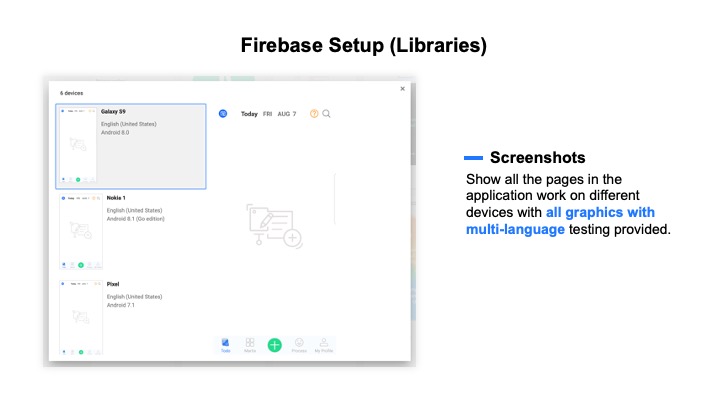 Firebase Setup (Libraries)
6 devices
Galaxy S9
English (United States)
Android 8.0
Nokia 1
English (United States)
Android 8.1 (Go edition)
Pixel
English (United States)
Android 7.1
Today FRI AUG 7
Todo Matrix Process My Profile
Screenshots
Show all the pages in the
application work on different
devices with all graphics with
multi-language testing provided.